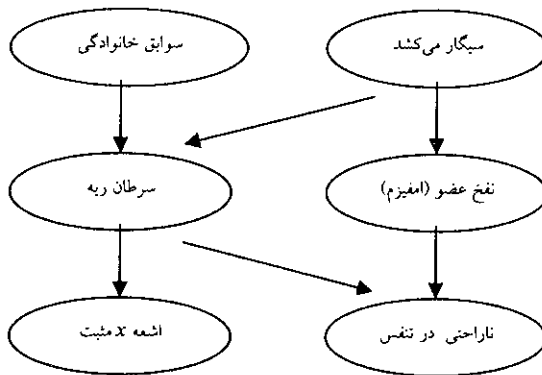 سیگار می‌کشد
سوابق خانوادگی
نفخ عضو (امفیزم)
سرطان ریه
ناراحتی در تنفس
اشعه x مثبت